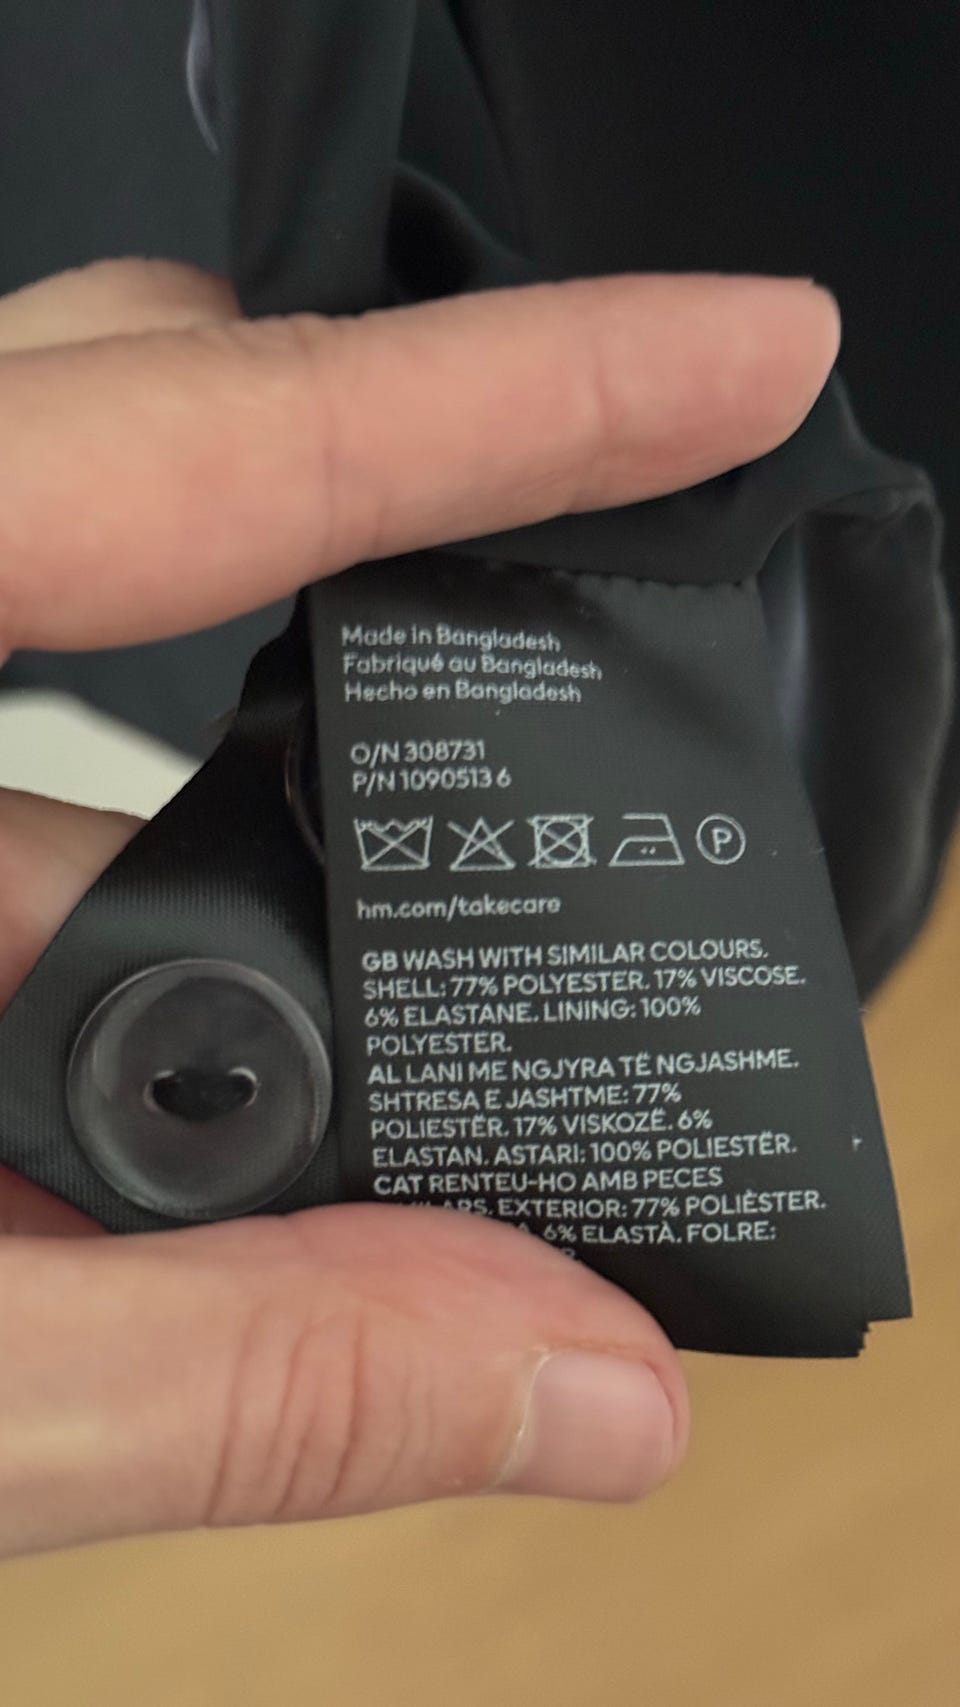 Made in Bangladesh
Fabriqué au Bangladesh
Hecho en Bangladesh
O/N 308731
P/N 1090513 6
P
hm.com/takecare
GB WASH WITH SIMILAR COLOURS.
SHELL: 77% POLYESTER. 17% VISCOSE.
6% ELASTANE. LINING: 100%
POLYESTER.
AL LANI ME NGJYRA TË NGJASHME.
SHTRESA E JASHTME: 77%
POLIESTËR. 17% VISKOZË. 6%
ELASTAN. ASTARI: 100% POLIESTËR.
CAT RENTEU-HO AMB PECES
EXTERIOR: 77% POLIÈSTER.
6% ELASTÀ. FOLRE: